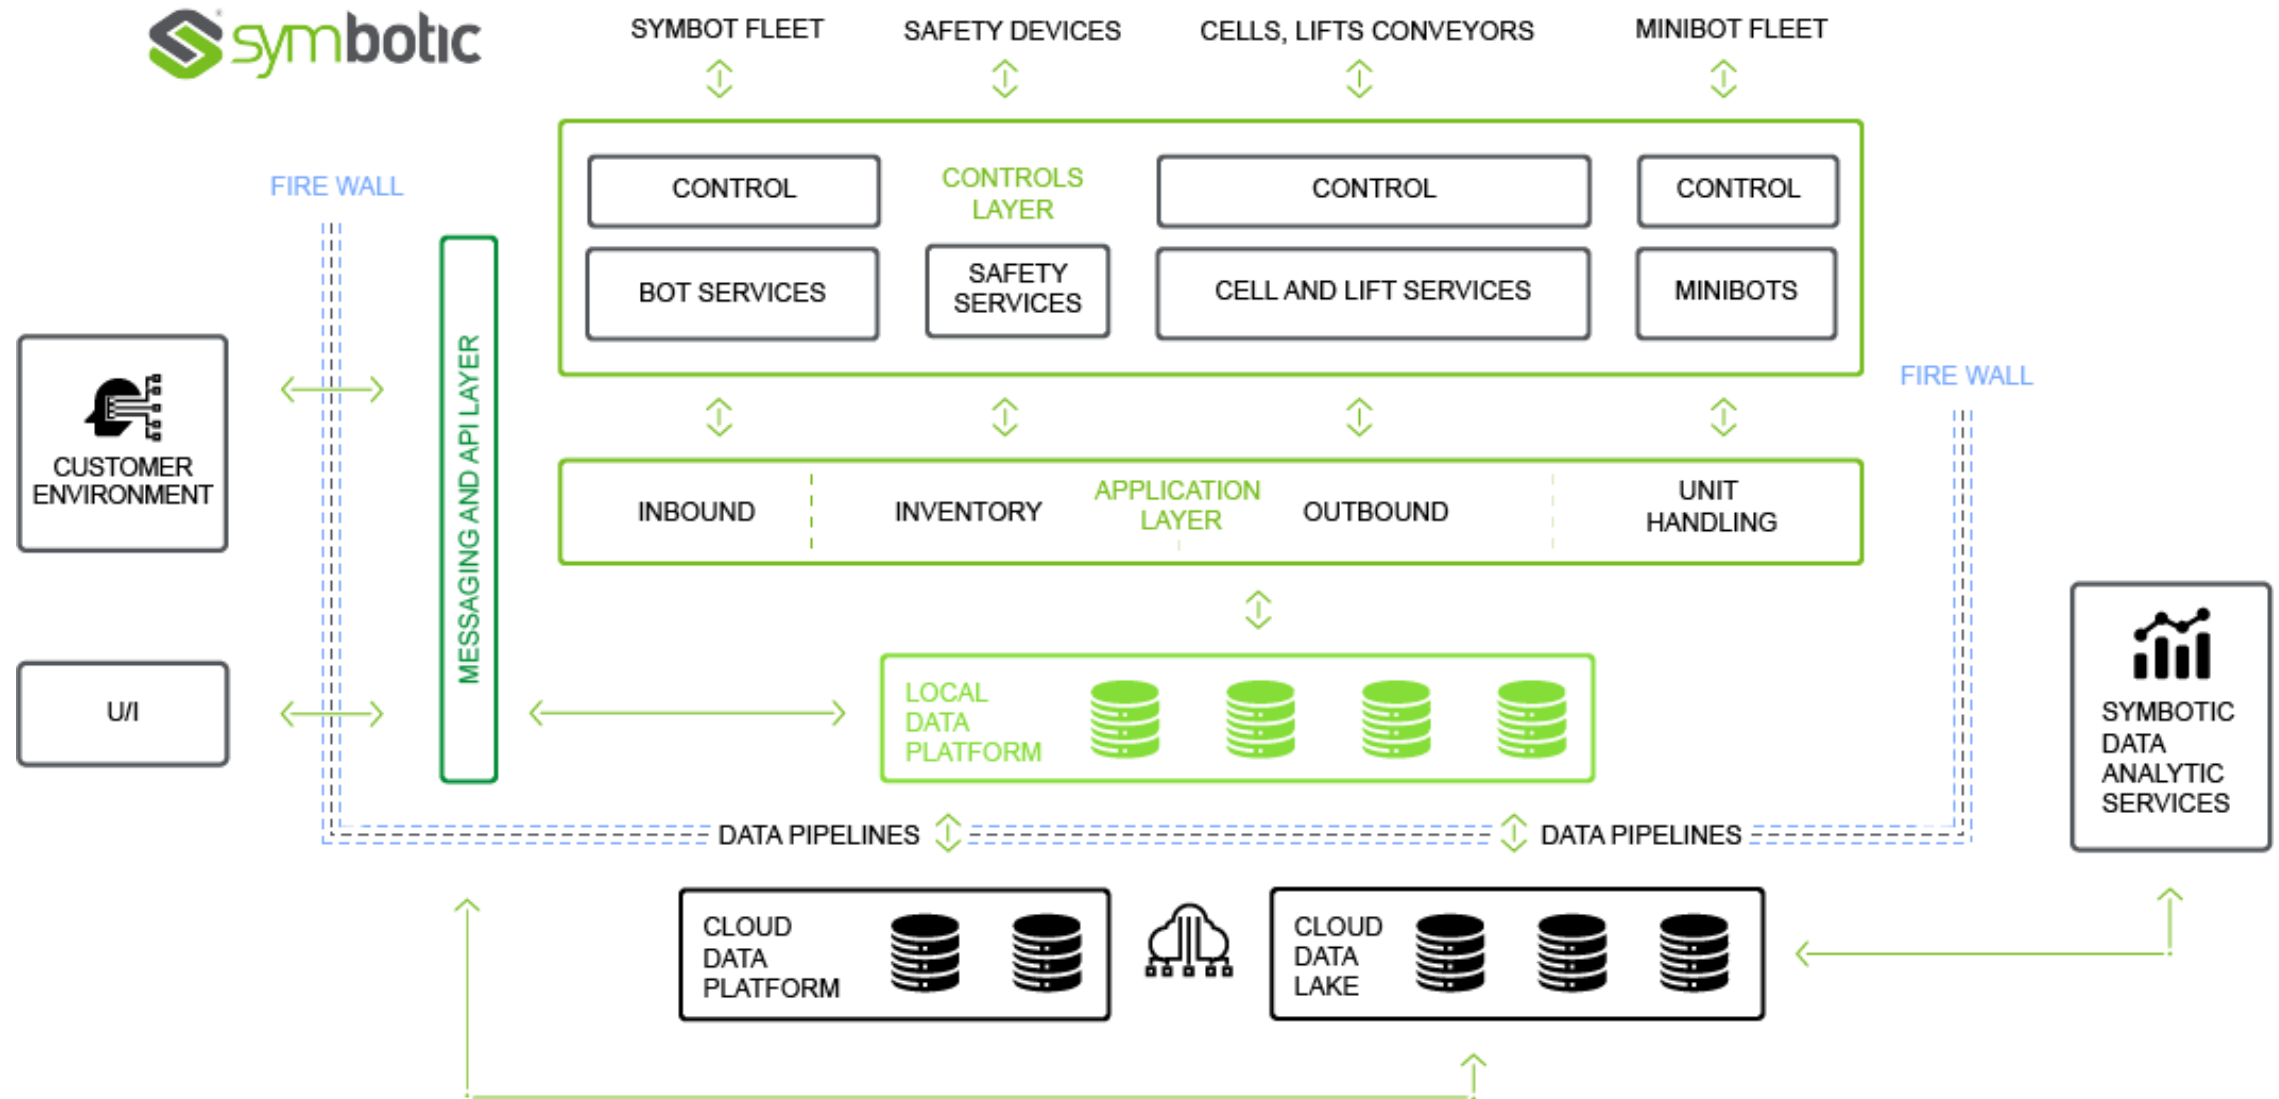 symbotic
SYMBOT FLEET
SAFETY DEVICES
CELLS, LIFTS CONVEYORS
MINIBOT FLEET
FIRE WALL
CONTROL
CONTROLS
LAYER
CONTROL
CONTROL
BOT SERVICES
SAFETY
SERVICES
CELL AND LIFT SERVICES
MINIBOTS
MESSAGING AND API LAYER
CUSTOMER
ENVIRONMENT
FIRE WALL
INBOUND
INVENTORY
APPLICATION
LAYER
OUTBOUND
UNIT
HANDLING
U/I
LOCAL
DATA
PLATFORM
SYMBOTIC
DATA
ANALYTIC
SERVICES
DATA PIPELINES
DATA PIPELINES
CLOUD
DATA
PLATFORM
CLOUD
DATA
LAKE